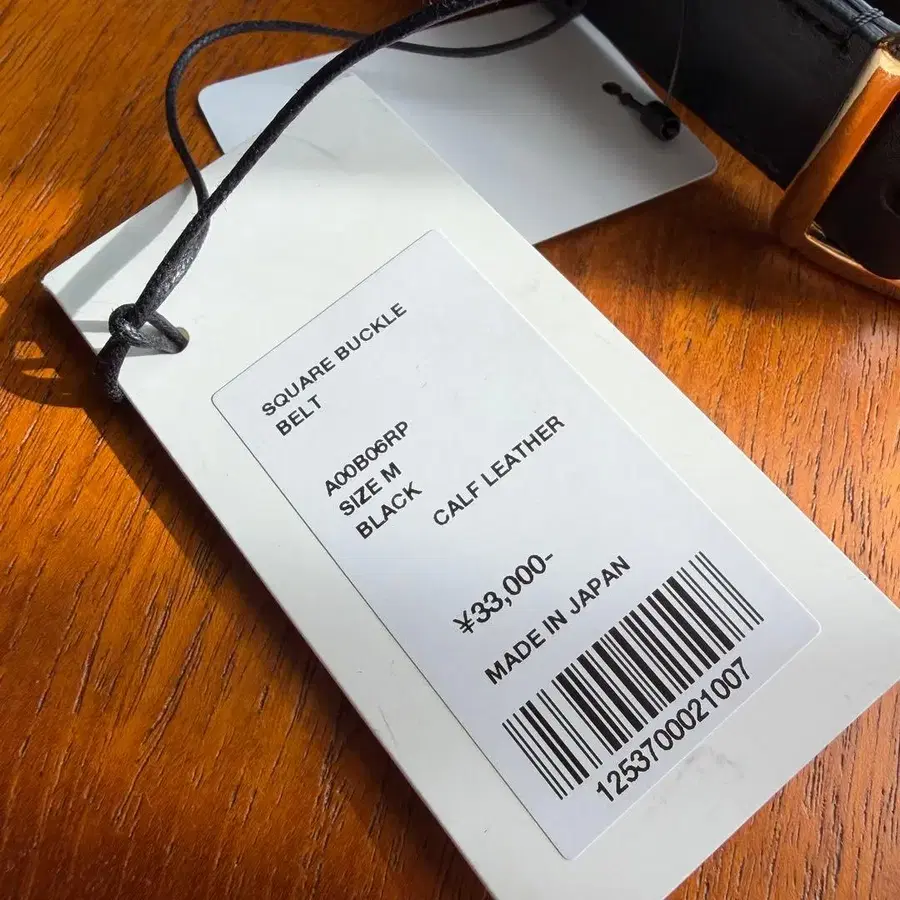 SQUARE BUCKLE
BELT
A00B06RP
SIZE M
BLACK
CALF LEATHER
¥33,000-
MADE IN JAPAN
1253700021007